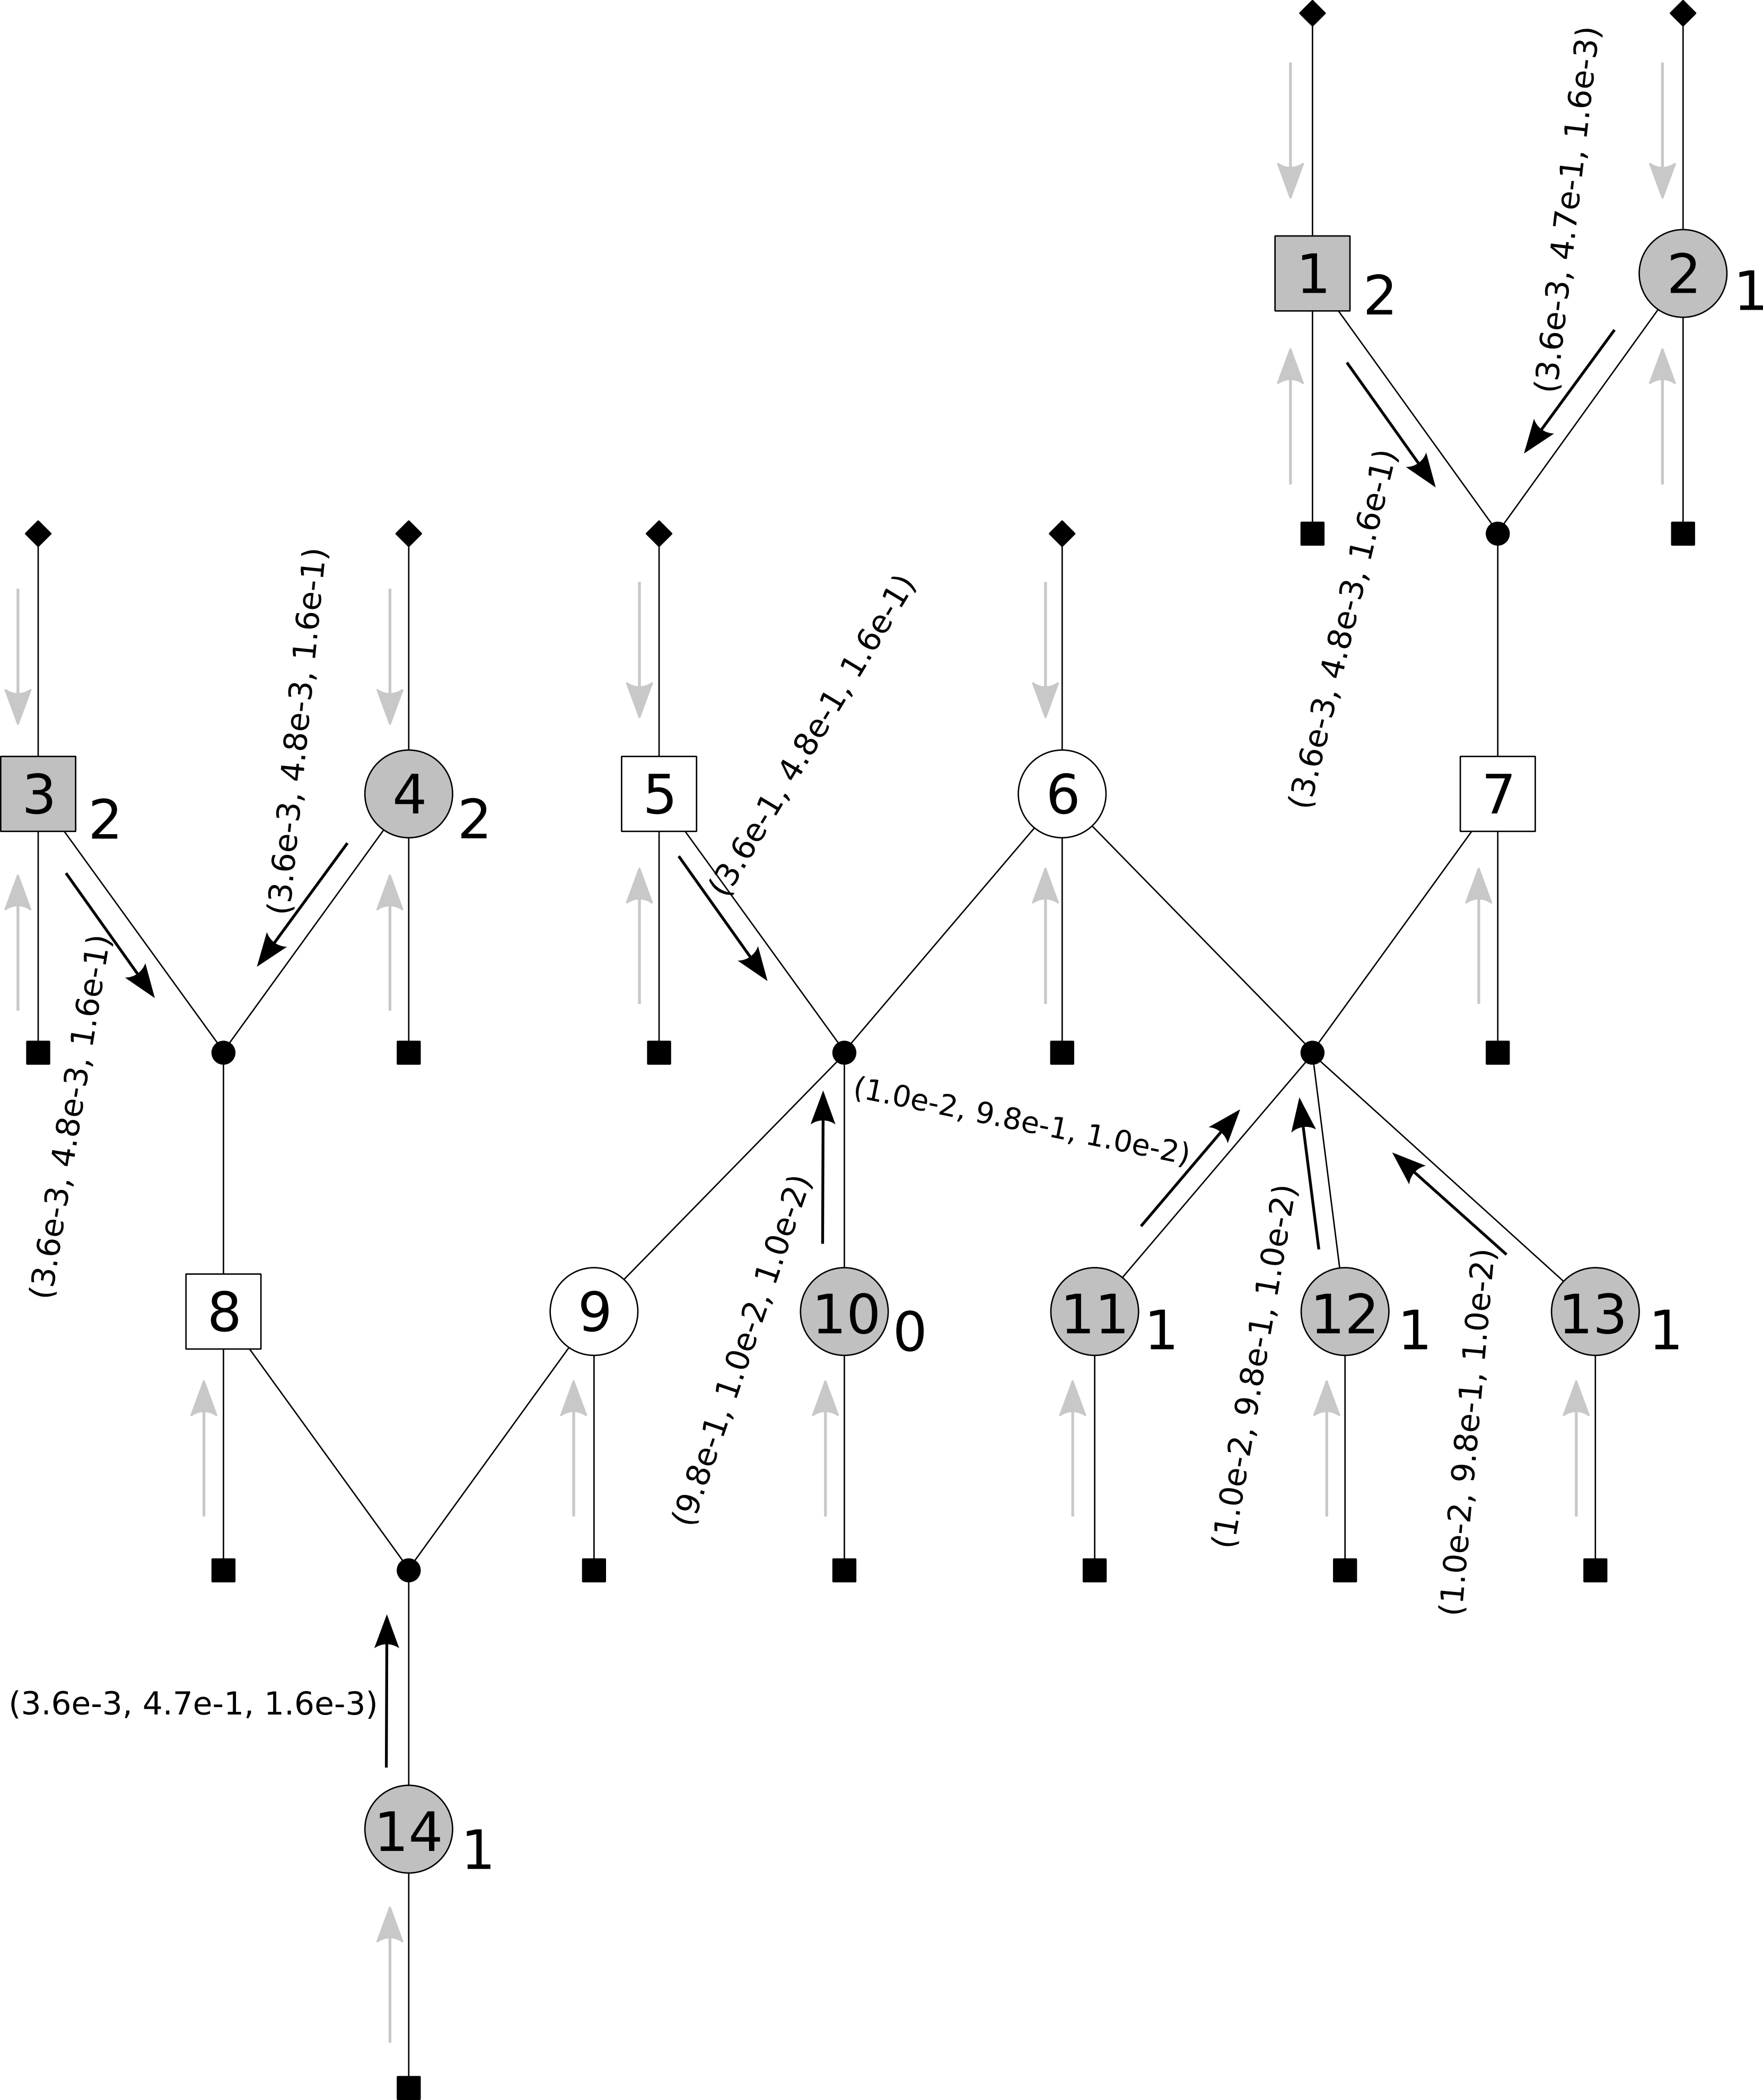 (3.6e-3, 4.7e-1, 1.6e-3)
1
2
2
1
(3.6e-3, 4.8e-3, 1.6e-1)
(3.6e-3, 4.8e-3, 1.6e-1)
(3.6e-1, 4.8e-1, 1.6e-1)
3
2
4
2
5
6
7
(3.6e-3, 4.8e-3, 1.6e-1)
(1.0e-2, 9.8e-1, 1.0e-2)
(9.8e-1, 1.0e-2, 1.0e-2)
(1.0e-2, 9.8e-1, 1.0e-2)
(1.0e-2, 9.8e-1, 1.0e-2)
8
9
10
0
11
1
12
1
13
1
(3.6e-3, 4.7e-1, 1.6e-3)
14
1